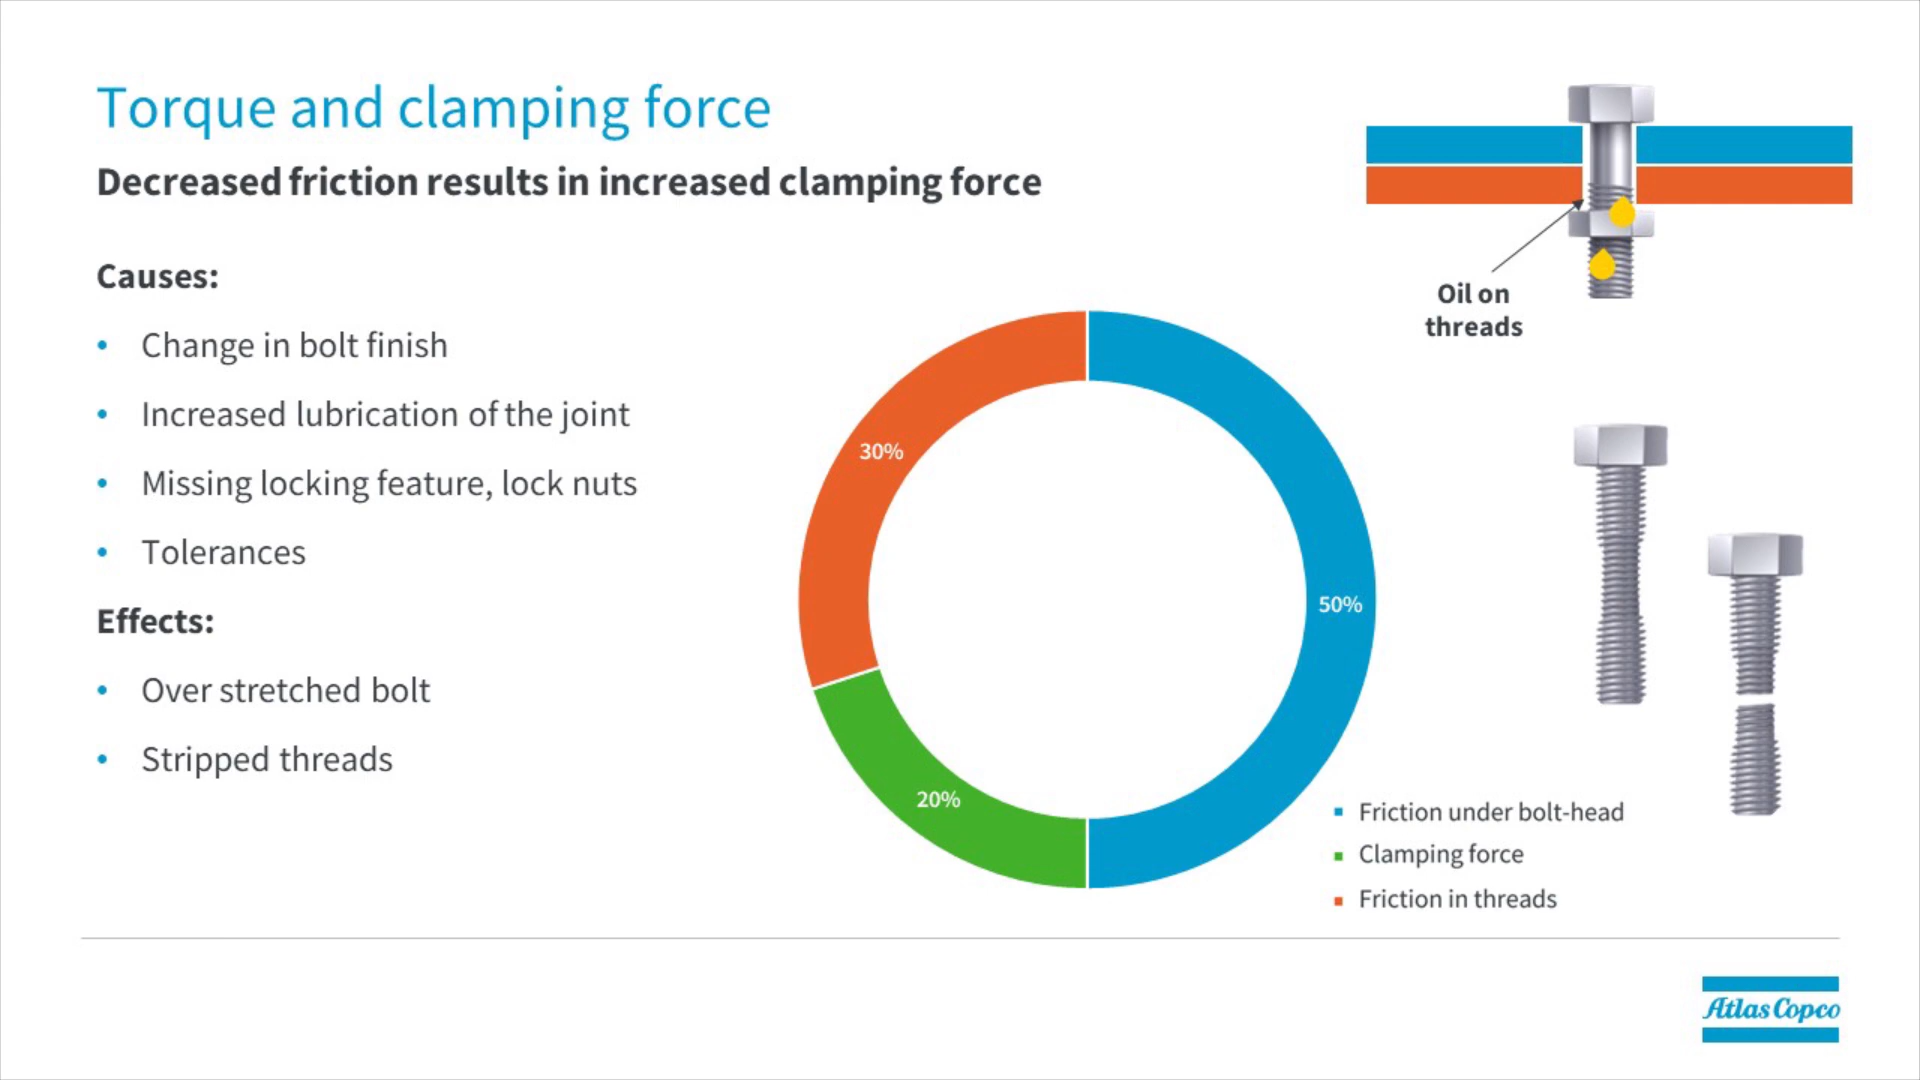 Torque and clamping force
Decreased friction results in increased clamping force
Causes:
• Change in bolt finish
• Increased lubrication of the joint
• Missing locking feature, lock nuts
• Tolerances
Effects:
• Over stretched bolt
• Stripped threads
30%
50%
20%
Oil on
threads
Friction under bolt-head
Clamping force
Friction in threads
Atlas Copco